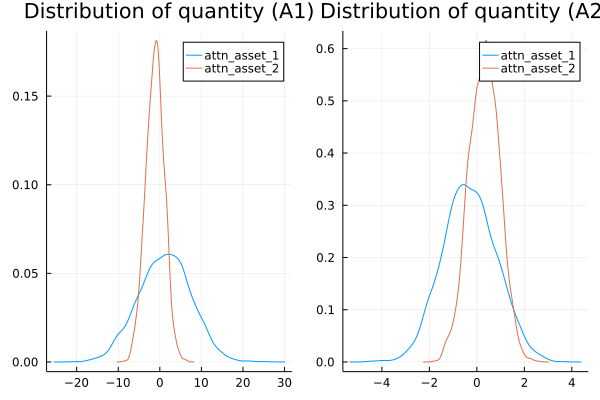 Distribution of quantity (A1)
attn_asset_1
attn_asset_2
0.15
0.10
0.05
0.00
−20 −10 0 10 20 30
Distribution of quantity (A2
attn_asset_1
attn_asset_2
0.6
0.5
0.4
0.3
0.2
0.1
0.0
−4 −2 0 2 4